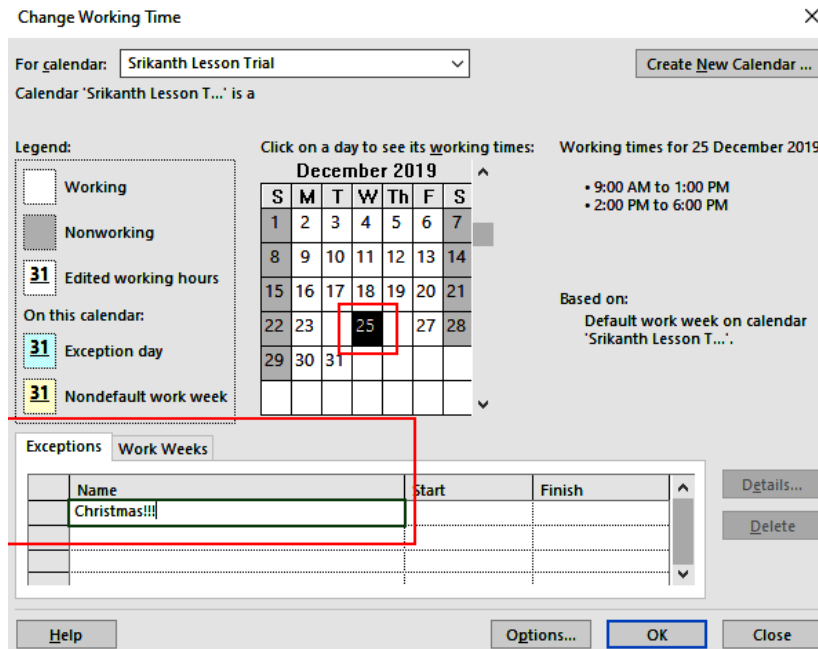 Change Working Time
For calendar: Srikanth Lesson Trial
Create New Calendar ...
Calendar 'Srikanth Lesson T...' is a
Legend:
Working
Nonworking
31 Edited working hours
On this calendar:
31 Exception day
31 Nondefault work week
Click on a day to see its working times:
December 2019
S M T W Th F S
1 2 3 4 5 6 7
8 9 10 11 12 13 14
15 16 17 18 19 20 21
22 23 25 27 28
29 30 31
Working times for 25 December 2019
• 9:00 AM to 1:00 PM
• 2:00 PM to 6:00 PM
Based on:
Default work week on calendar
'Srikanth Lesson T...'.
Exceptions Work Weeks
Name Start Finish
Christmas!!!
Details...
Delete
Help
Options...
OK
Close